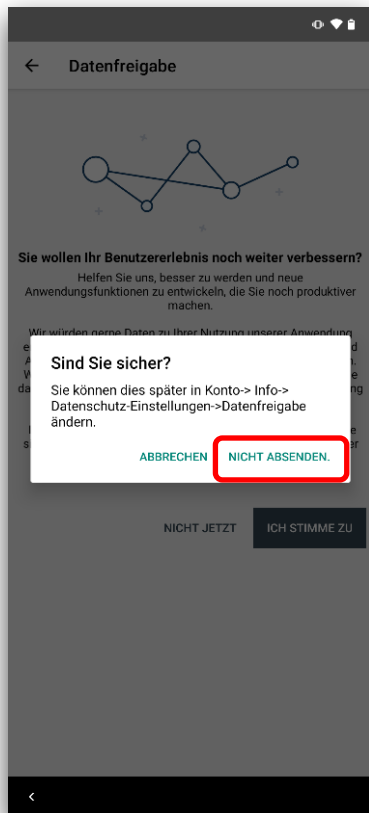 Datenfreigabe
Sie wollen Ihr Benutzererlebnis noch weiter verbessern?
Helfen Sie uns, besser zu werden und neue
Anwendungsfunktionen zu entwickeln, die Sie noch produktiver
machen.
Wir würden gerne Daten zu Ihrer Nutzung unserer Anwendung
Sind Sie sicher?
Sie können dies später in Konto-> Info->
Datenschutz-Einstellungen->Datenfreigabe
ändern.
ABBRECHEN NICHT ABSENDEN.
NICHT JETZT ICH STIMME ZU